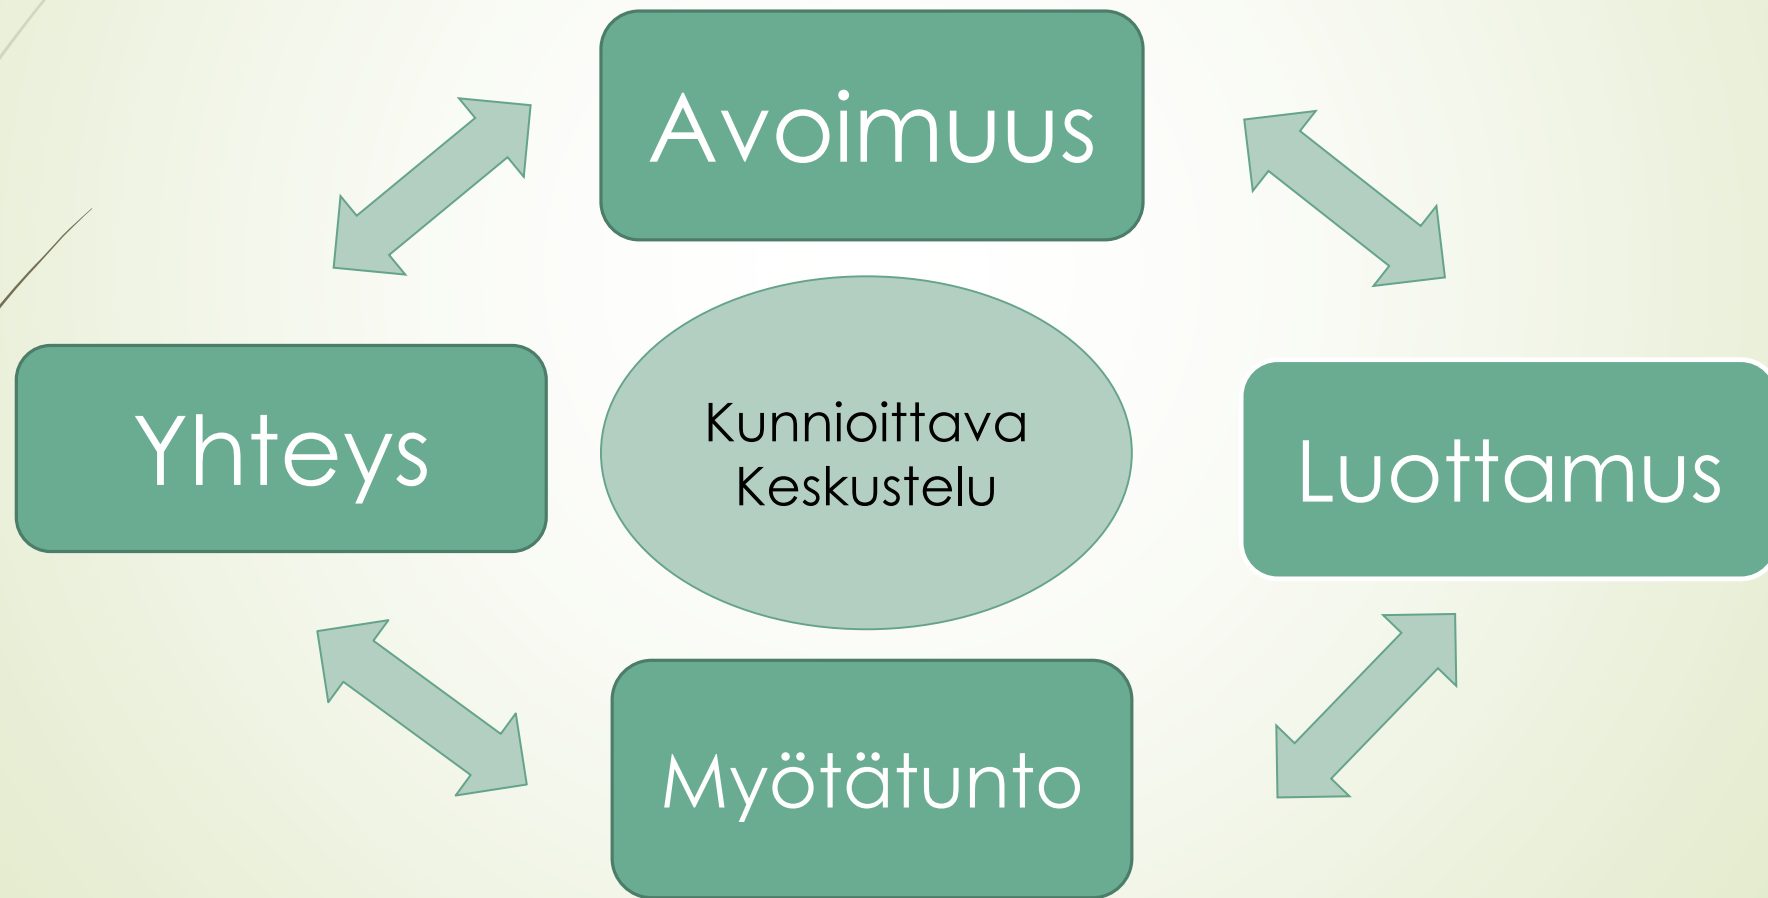 Avoimuus
Yhteys
Kunnioittava
Keskustelu
Luottamus
Myötätunto